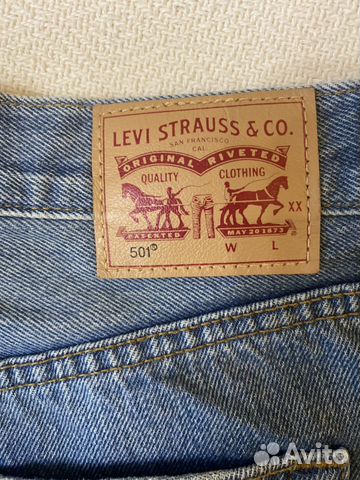 LEVI STRAUSS & CO.
SAN FRANCISCO
CAL.
ORIGINAL RIVETED
QUALITY CLOTHING
XX
PATENTED MAY 20 1873
501® W L
Avito